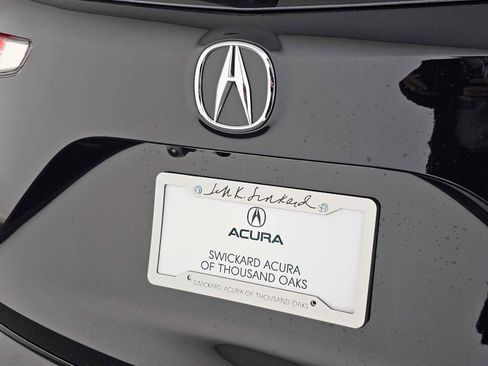 ACURA
SWICKARD ACURA
OF THOUSAND OAKS
SWICKARD ACURA OF THOUSAND OAKS